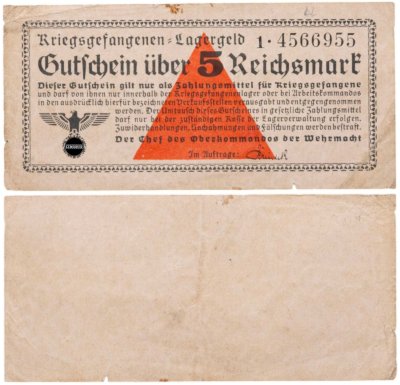 Kriegsgefangenen-Lagergeld 1·4566955
Gutschein über 5 Reichsmark
Dieser Gutschein gilt nur als Zahlungsmittel für Kriegsgefangene
und darf von ihnen nur innerhalb der Kriegsgefangenenlager oder bei Arbeitskommandos
in den ausdrücklich hierfür bezeichneten Verkaufsstellen verausgabt und entgegengenommen
werden. Der Umtausch dieses Gutscheines in gesetzliche Zahlungsmittel
darf nur bei der zuständigen Kasse der Lagerverwaltung erfolgen.
Zuwiderhandlungen, Nachahmungen und Fälschungen werden bestraft.
Der Chef des Oberkommandos der Wehrmacht
Im Auftrage: